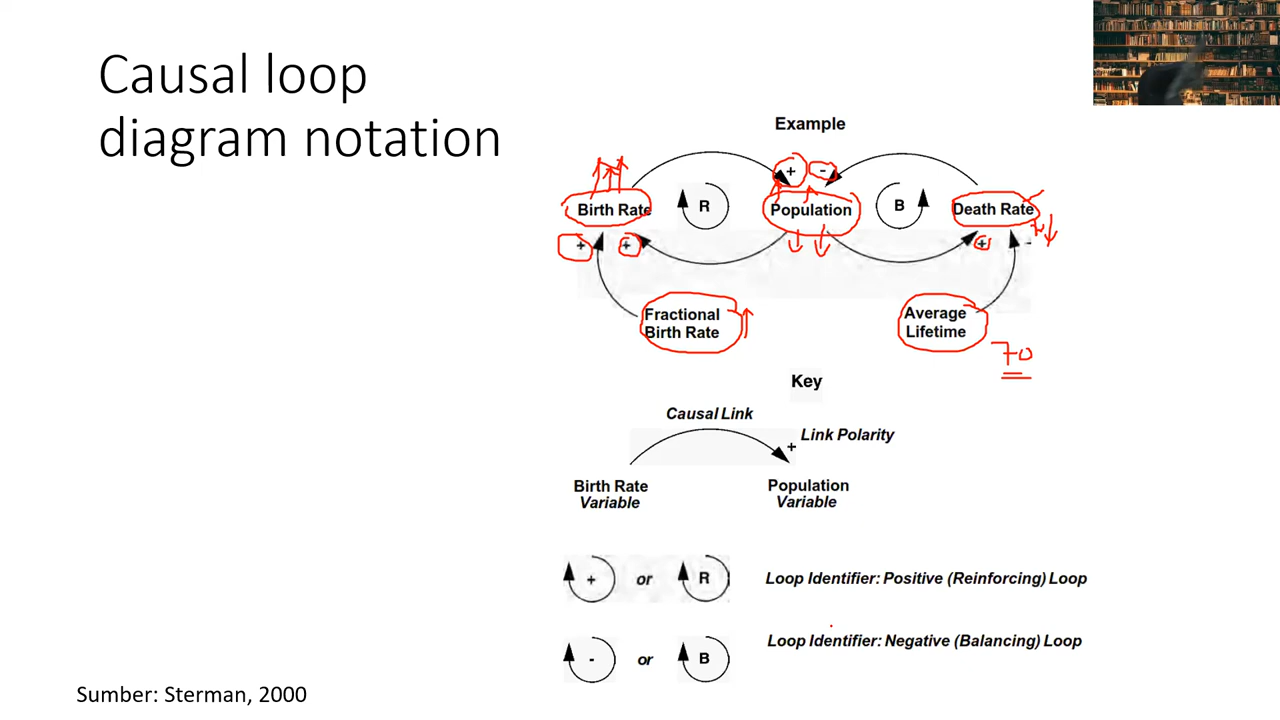 Causal loop
diagram notation
Example
+ -
Birth Rate R Population B Death Rate
+ + + -
Fractional
Birth Rate
Average
Lifetime
70
Key
Causal Link
+ Link Polarity
Birth Rate
Variable
Population
Variable
+ or R Loop Identifier: Positive (Reinforcing) Loop
- or B Loop Identifier: Negative (Balancing) Loop
Sumber: Sterman, 2000